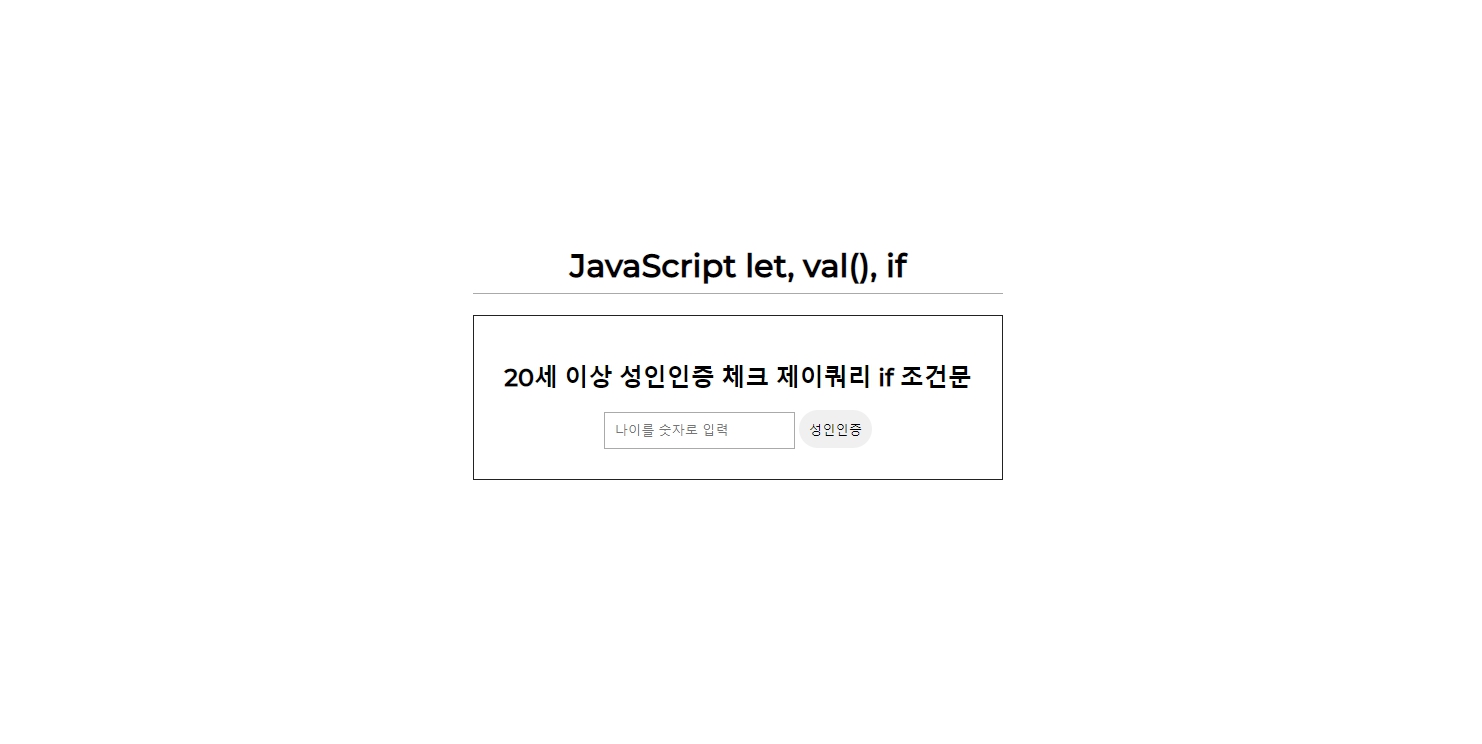 JavaScript let, val(), if
20세 이상 성인인증 체크 제이쿼리 if 조건문
나이를 숫자로 입력 성인인증